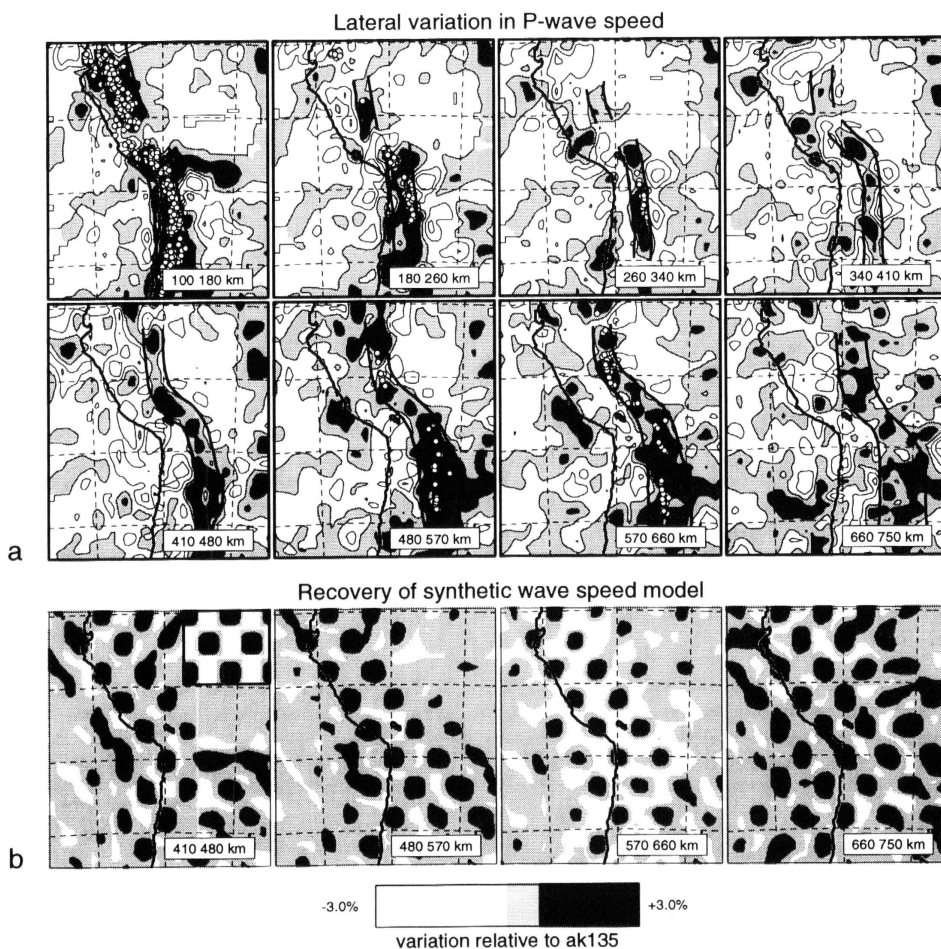 Lateral variation in P-wave speed
100 180 km
180 260 km
260 340 km
340 410 km
410 480 km
480 570 km
570 660 km
660 750 km
a
Recovery of synthetic wave speed model
410 480 km
480 570 km
570 660 km
660 750 km
b
-3.0%
+3.0%
variation relative to ak135